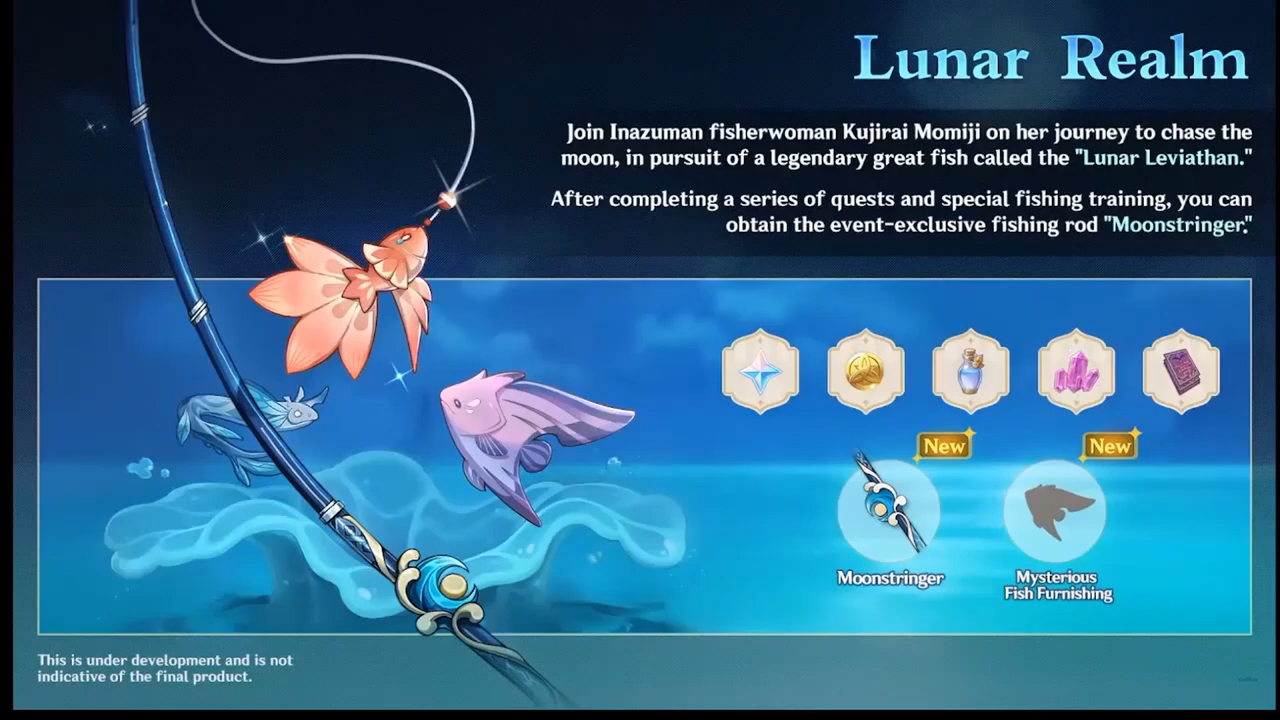 Lunar Realm
Join Inazuman fisherwoman Kujirai Momiji on her journey to chase the
moon, in pursuit of a legendary great fish called the "Lunar Leviathan."
After completing a series of quests and special fishing training, you can
obtain the event-exclusive fishing rod "Moonstringer."
New
New
Moonstringer
Mysterious
Fish Furnishing
This is under development and is not
indicative of the final product.